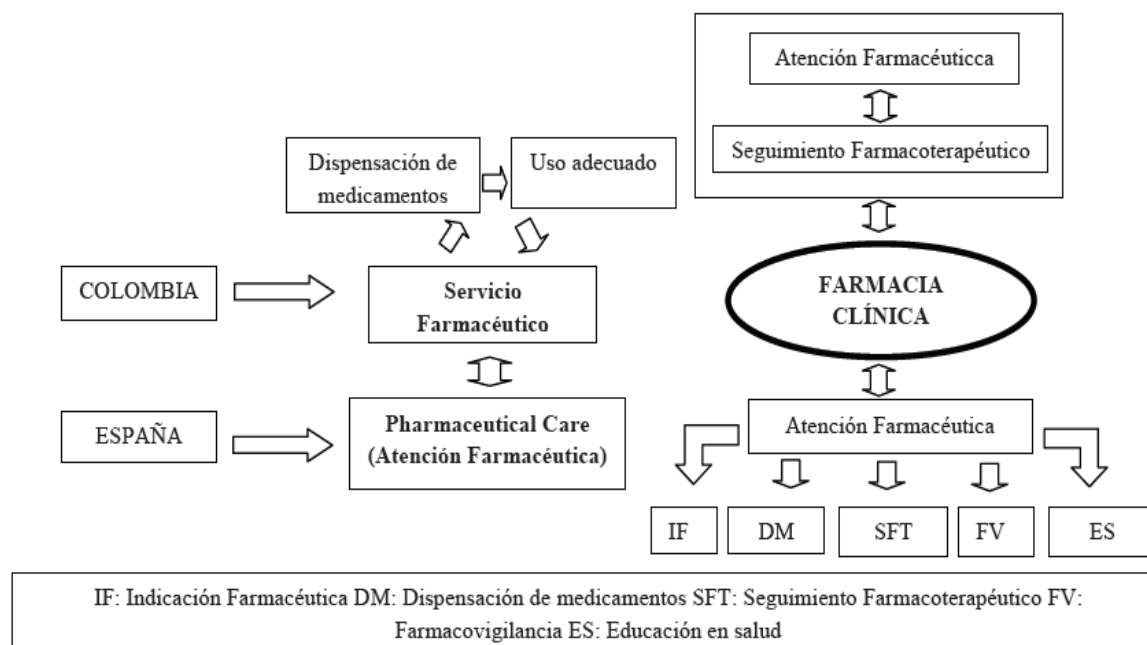 Atención Farmacéuticca
Seguimiento Farmacoterapéutico
Dispensación de
medicamentos
Uso adecuado
COLOMBIA
Servicio
Farmacéutico
FARMACIA
CLÍNICA
ESPAÑA
Pharmaceutical Care
(Atención Farmacéutica)
Atención Farmacéutica
IF
DM
SFT
FV
ES
IF: Indicación Farmacéutica DM: Dispensación de medicamentos SFT: Seguimiento Farmacoterapéutico FV:
Farmacovigilancia ES: Educación en salud